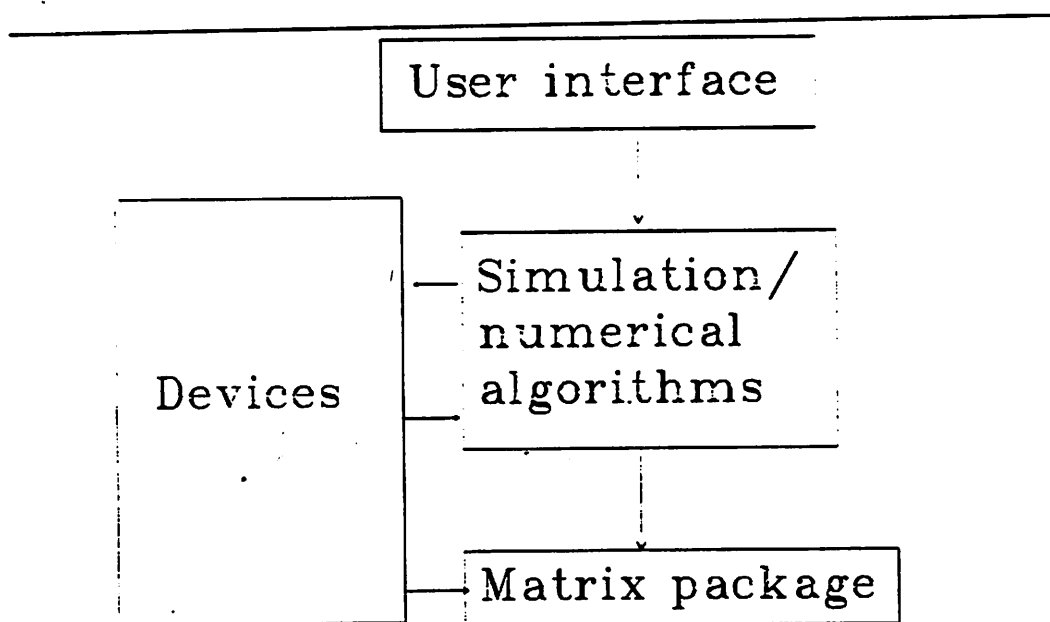 User interface
Simulation/
numerical
algorithms
Devices
Matrix package